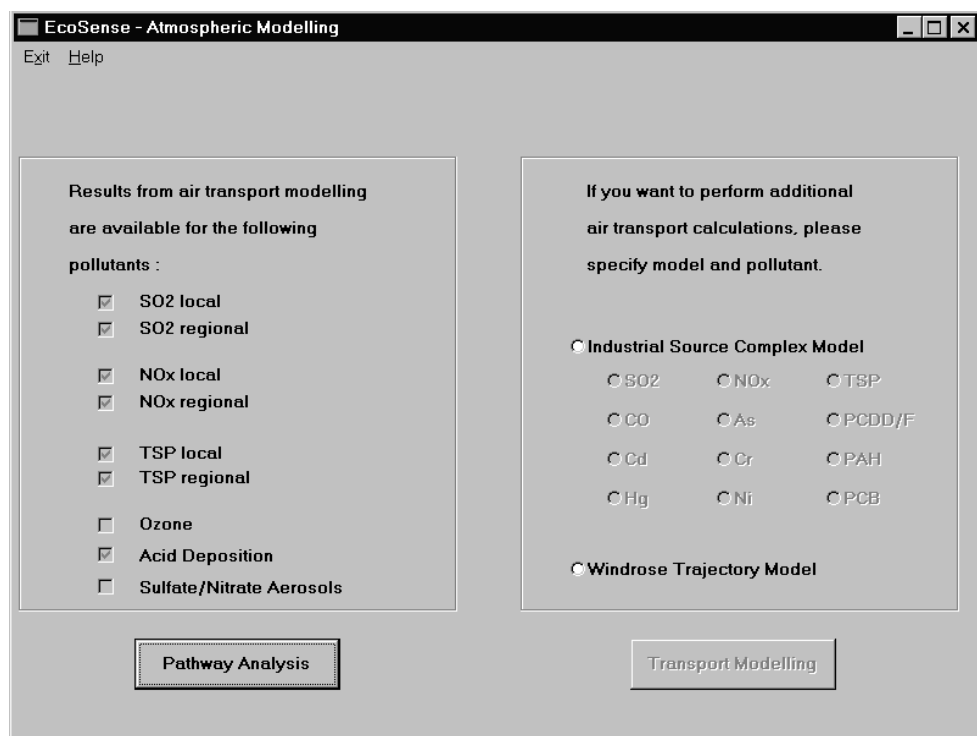 EcoSense - Atmospheric Modelling
Exit Help
Results from air transport modelling
are available for the following
pollutants :
SO2 local
SO2 regional
NOx local
NOx regional
TSP local
TSP regional
Ozone
Acid Deposition
Sulfate/Nitrate Aerosols
Pathway Analysis
If you want to perform additional
air transport calculations, please
specify model and pollutant.
Industrial Source Complex Model
SO2 NOx TSP
CO As PCDD/F
Cd Cr PAH
Hg Ni PCB
Windrose Trajectory Model
Transport Modelling